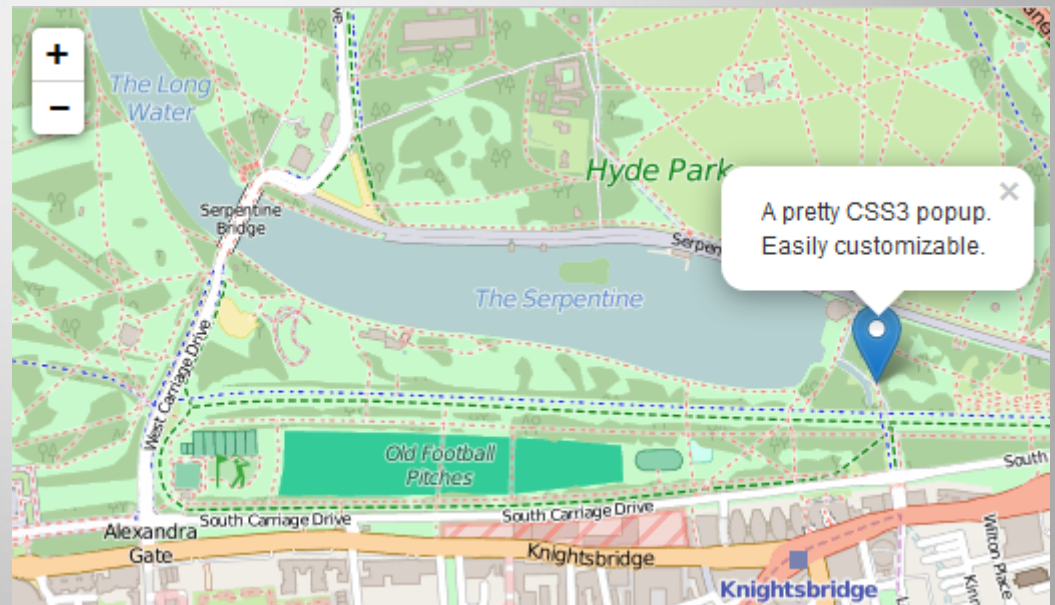 +
−
The Long
Water
Hyde Park
Serpentine
Bridge
A pretty CSS3 popup.
Easily customizable.
×
Serpen
The Serpentine
West Carriage Drive
Old Football
Pitches
South
Alexandra
Gate
South Carriage Drive
South Carriage Drive
Knightsbridge
Knightsbridge
Wilton Place
Kinn